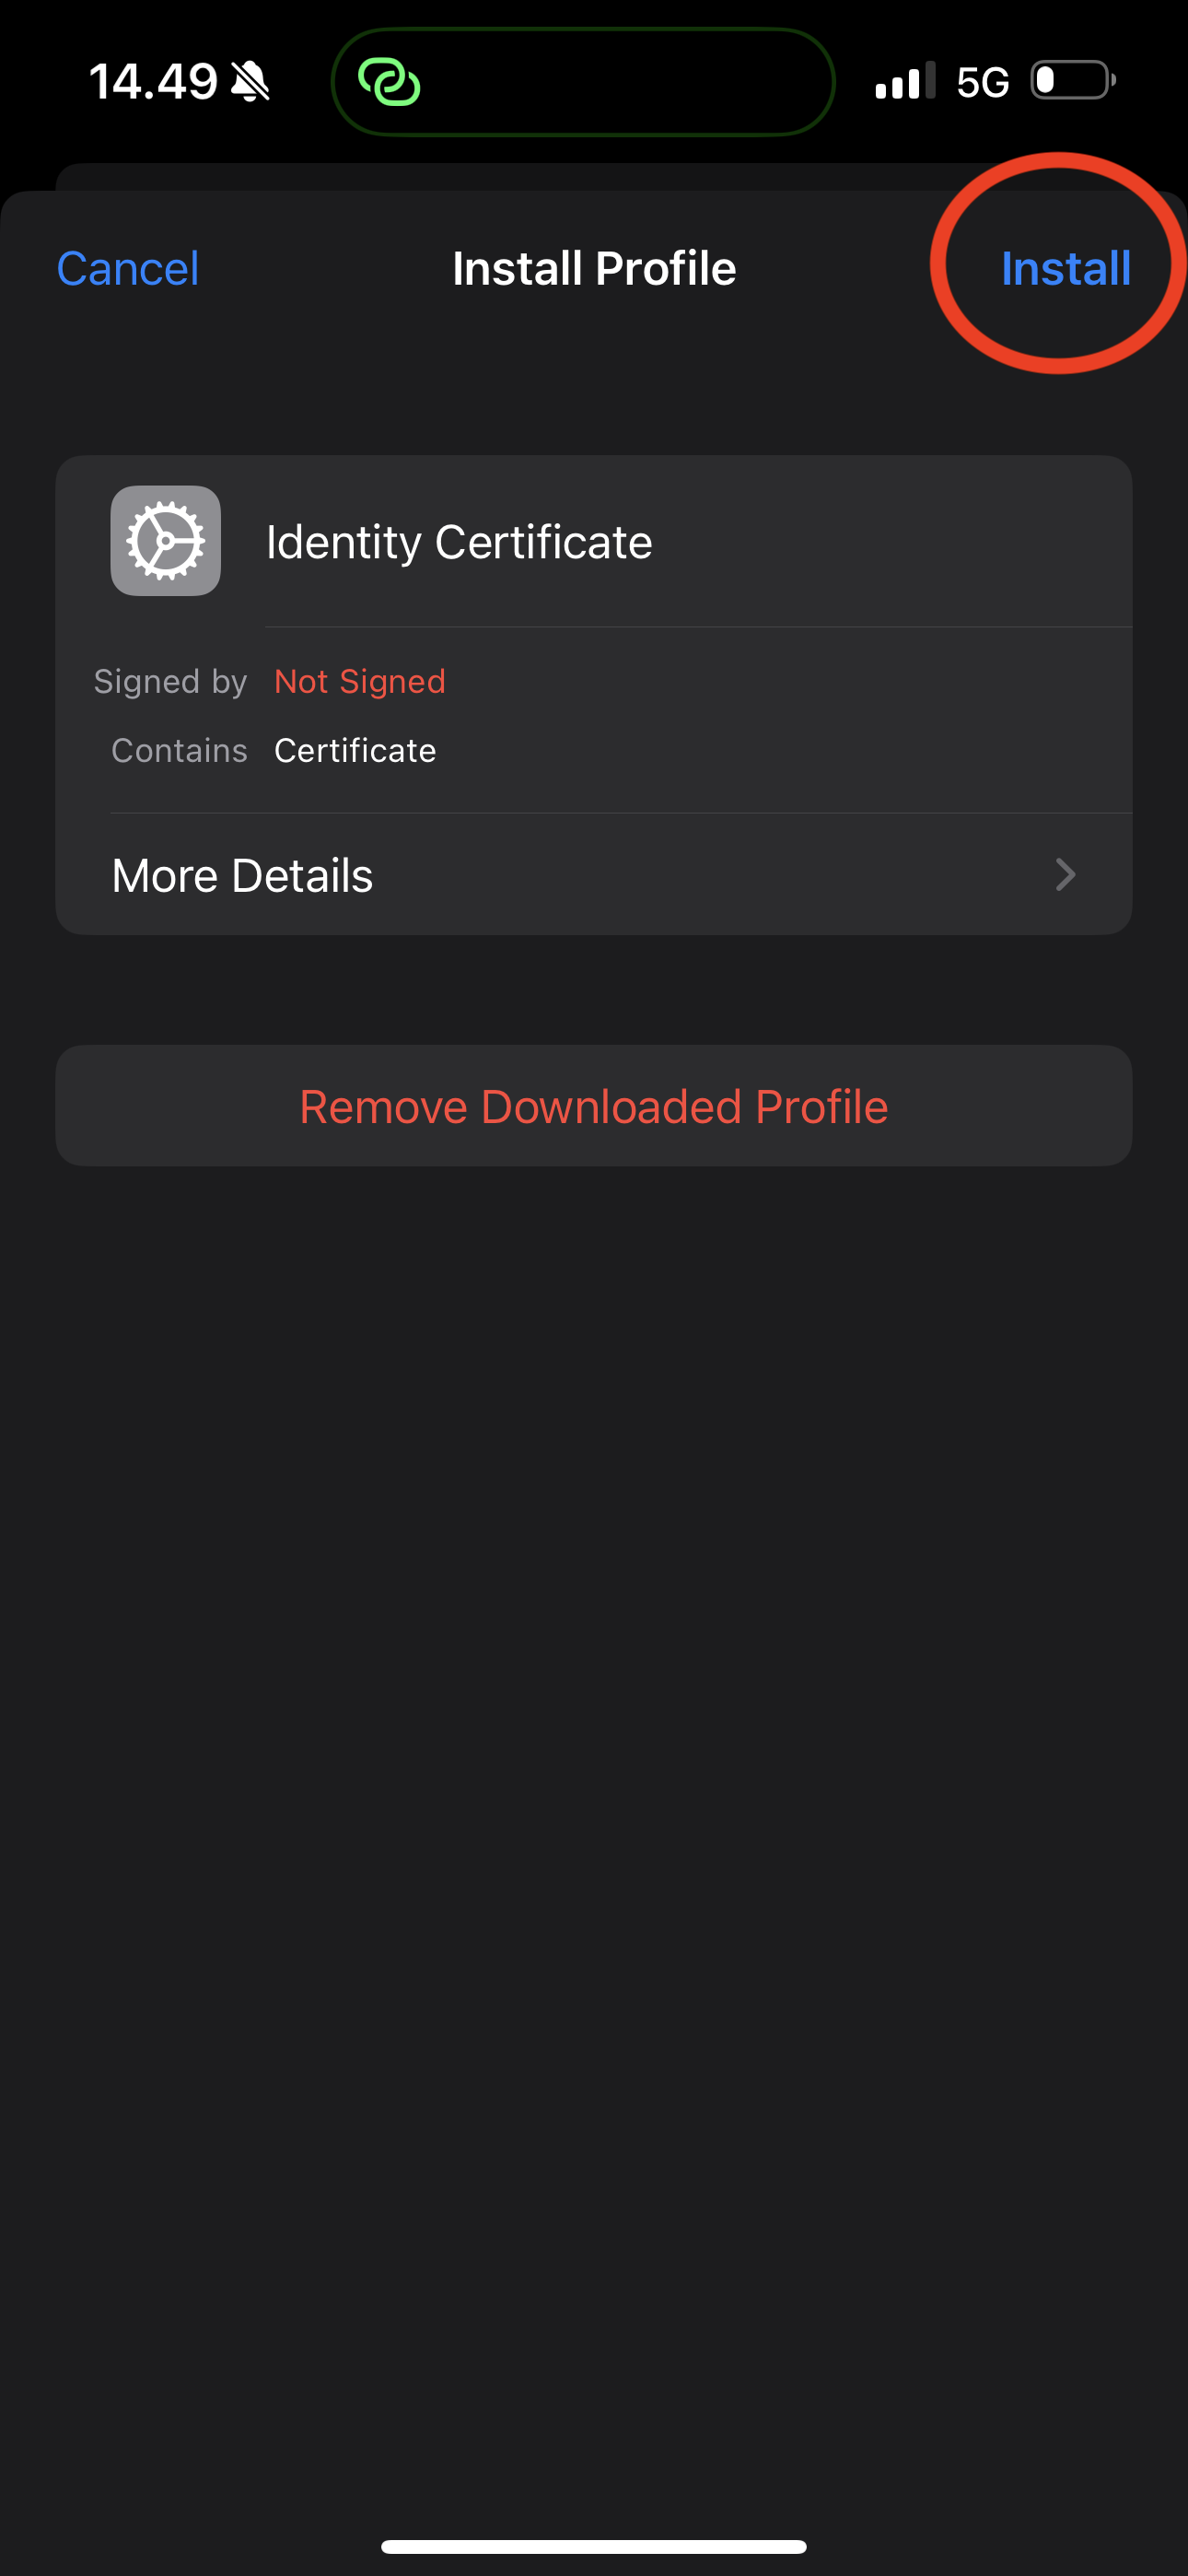 14.49 5G
Cancel Install Profile Install
Identity Certificate
Signed by Not Signed
Contains Certificate
More Details
Remove Downloaded Profile